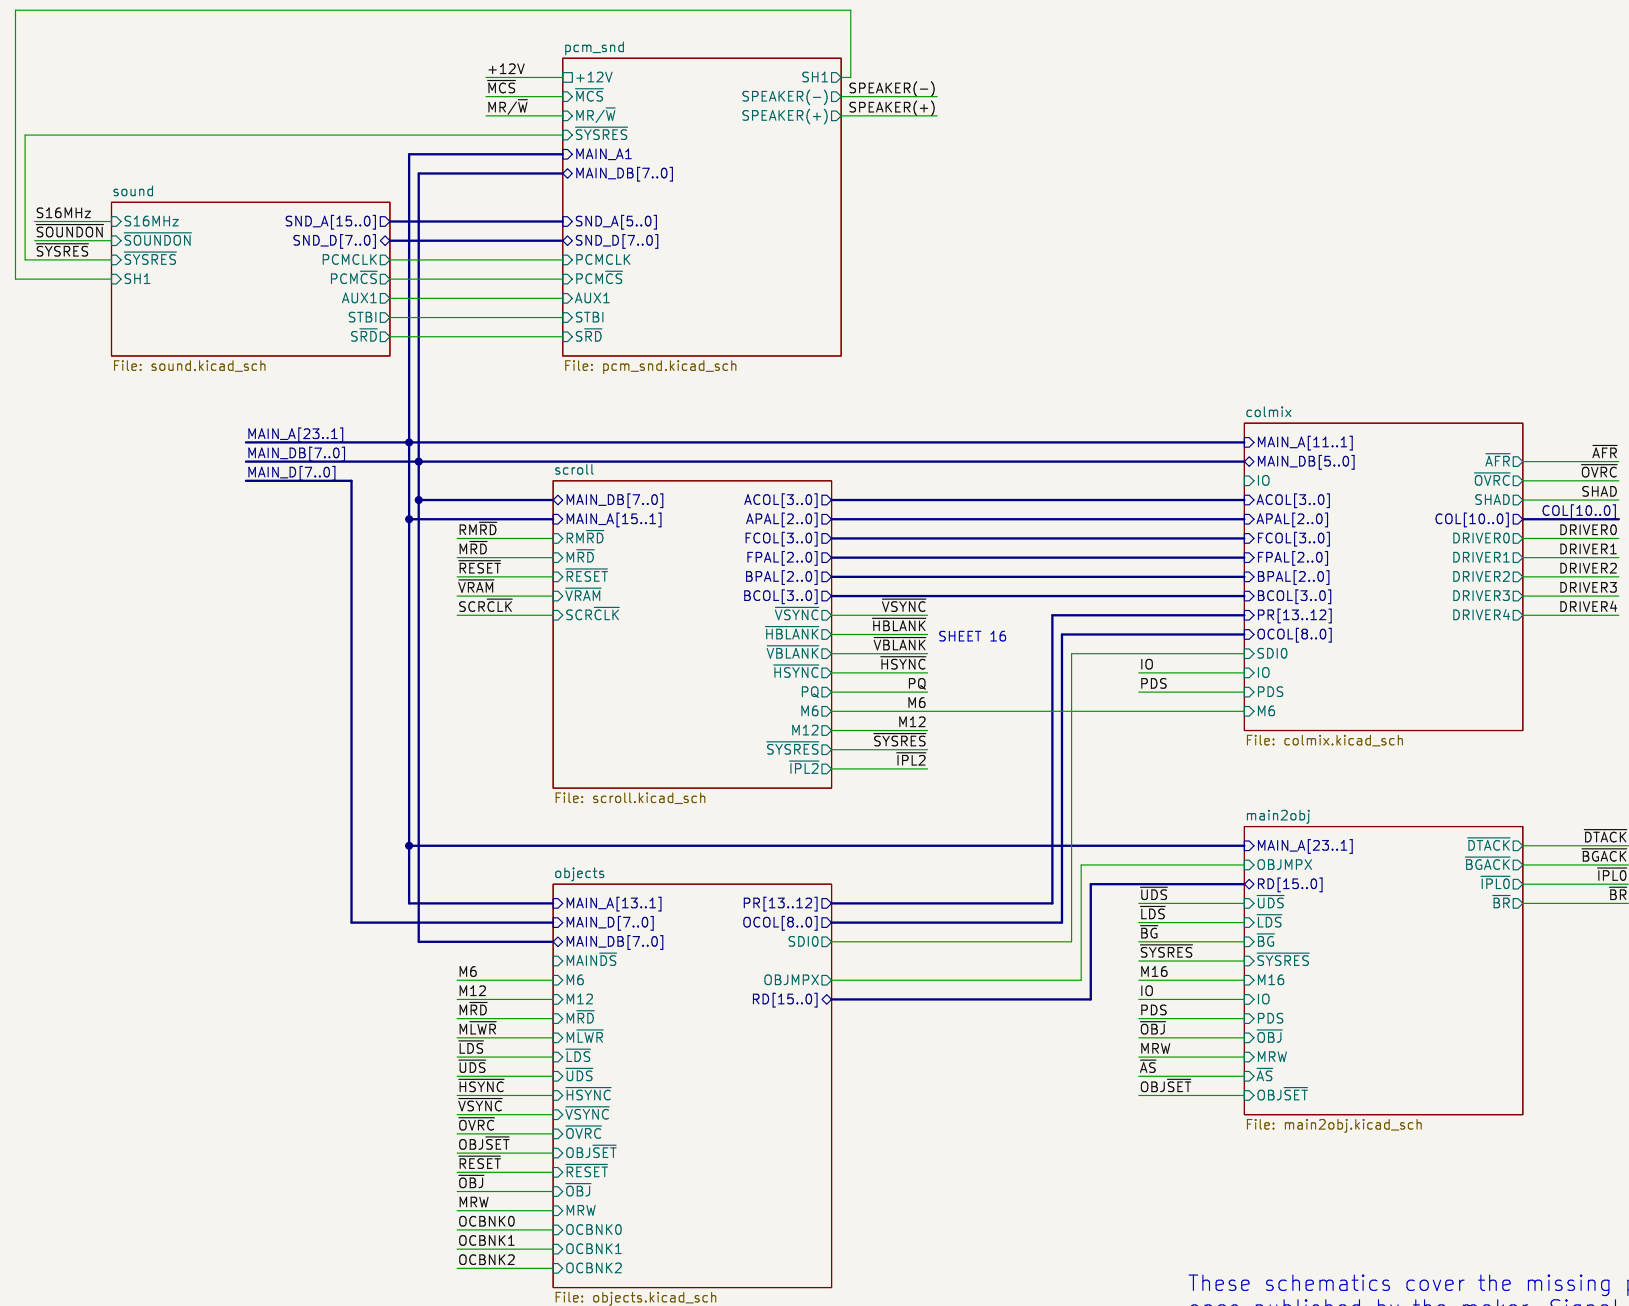 pcm_snd
+12V
MCS
MR/W
+12V
MCS
MR/W
SYSRES
MAIN_A1
MAIN_DB[7..0]
SND_A[5..0]
SND_D[7..0]
PCMCLK
PCMCS
AUX1
STBI
SRD
SH1
SPEAKER(-)
SPEAKER(+)
SPEAKER(-)
SPEAKER(+)
File: pcm_snd.kicad_sch
sound
S16MHz
SOUNDON
SYSRES
S16MHz
SOUNDON
SYSRES
SH1
SND_A[15..0]
SND_D[7..0]
PCMCLK
PCMCS
AUX1
STBI
SRD
File: sound.kicad_sch
MAIN_A[23..1]
MAIN_DB[7..0]
MAIN_D[7..0]
scroll
RMRD
MRD
RESET
VRAM
SCRCLK
MAIN_DB[7..0]
MAIN_A[15..1]
RMRD
MRD
RESET
VRAM
SCRCLK
ACOL[3..0]
APAL[2..0]
FCOL[3..0]
FPAL[2..0]
BPAL[2..0]
BCOL[3..0]
VSYNC
HBLANK
VBLANK
HSYNC
PQ
M6
M12
SYSRES
IPL2
VSYNC
HBLANK
VBLANK
HSYNC
PQ
M6
M12
SYSRES
IPL2
SHEET 16
File: scroll.kicad_sch
colmix
IO
PDS
MAIN_A[11..1]
MAIN_DB[5..0]
IO
ACOL[3..0]
APAL[2..0]
FCOL[3..0]
FPAL[2..0]
BPAL[2..0]
BCOL[3..0]
PR[13..12]
OCOL[8..0]
SDI0
IO
PDS
M6
AFR
OVRC
SHAD
COL[10..0]
DRIVER0
DRIVER1
DRIVER2
DRIVER3
DRIVER4
AFR
OVRC
SHAD
COL[10..0]
DRIVER0
DRIVER1
DRIVER2
DRIVER3
DRIVER4
File: colmix.kicad_sch
objects
M6
M12
MRD
MLWR
LDS
UDS
HSYNC
VSYNC
OVRC
OBJSET
RESET
OBJ
MRW
OCBNK0
OCBNK1
OCBNK2
MAIN_A[13..1]
MAIN_D[7..0]
MAIN_DB[7..0]
MAINDS
M6
M12
MRD
MLWR
LDS
UDS
HSYNC
VSYNC
OVRC
OBJSET
RESET
OBJ
MRW
OCBNK0
OCBNK1
OCBNK2
PR[13..12]
OCOL[8..0]
SDI0
OBJMPX
RD[15..0]
File: objects.kicad_sch
main2obj
UDS
LDS
BG
SYSRES
M16
IO
PDS
OBJ
MRW
AS
OBJSET
MAIN_A[23..1]
OBJMPX
RD[15..0]
UDS
LDS
BG
SYSRES
M16
IO
PDS
OBJ
MRW
AS
OBJSET
DTACK
BGACK
IPL0
BR
DTACK
BGACK
IPL0
BR
File: main2obj.kicad_sch
These schematics cover the missing
once published by the maker. Signal